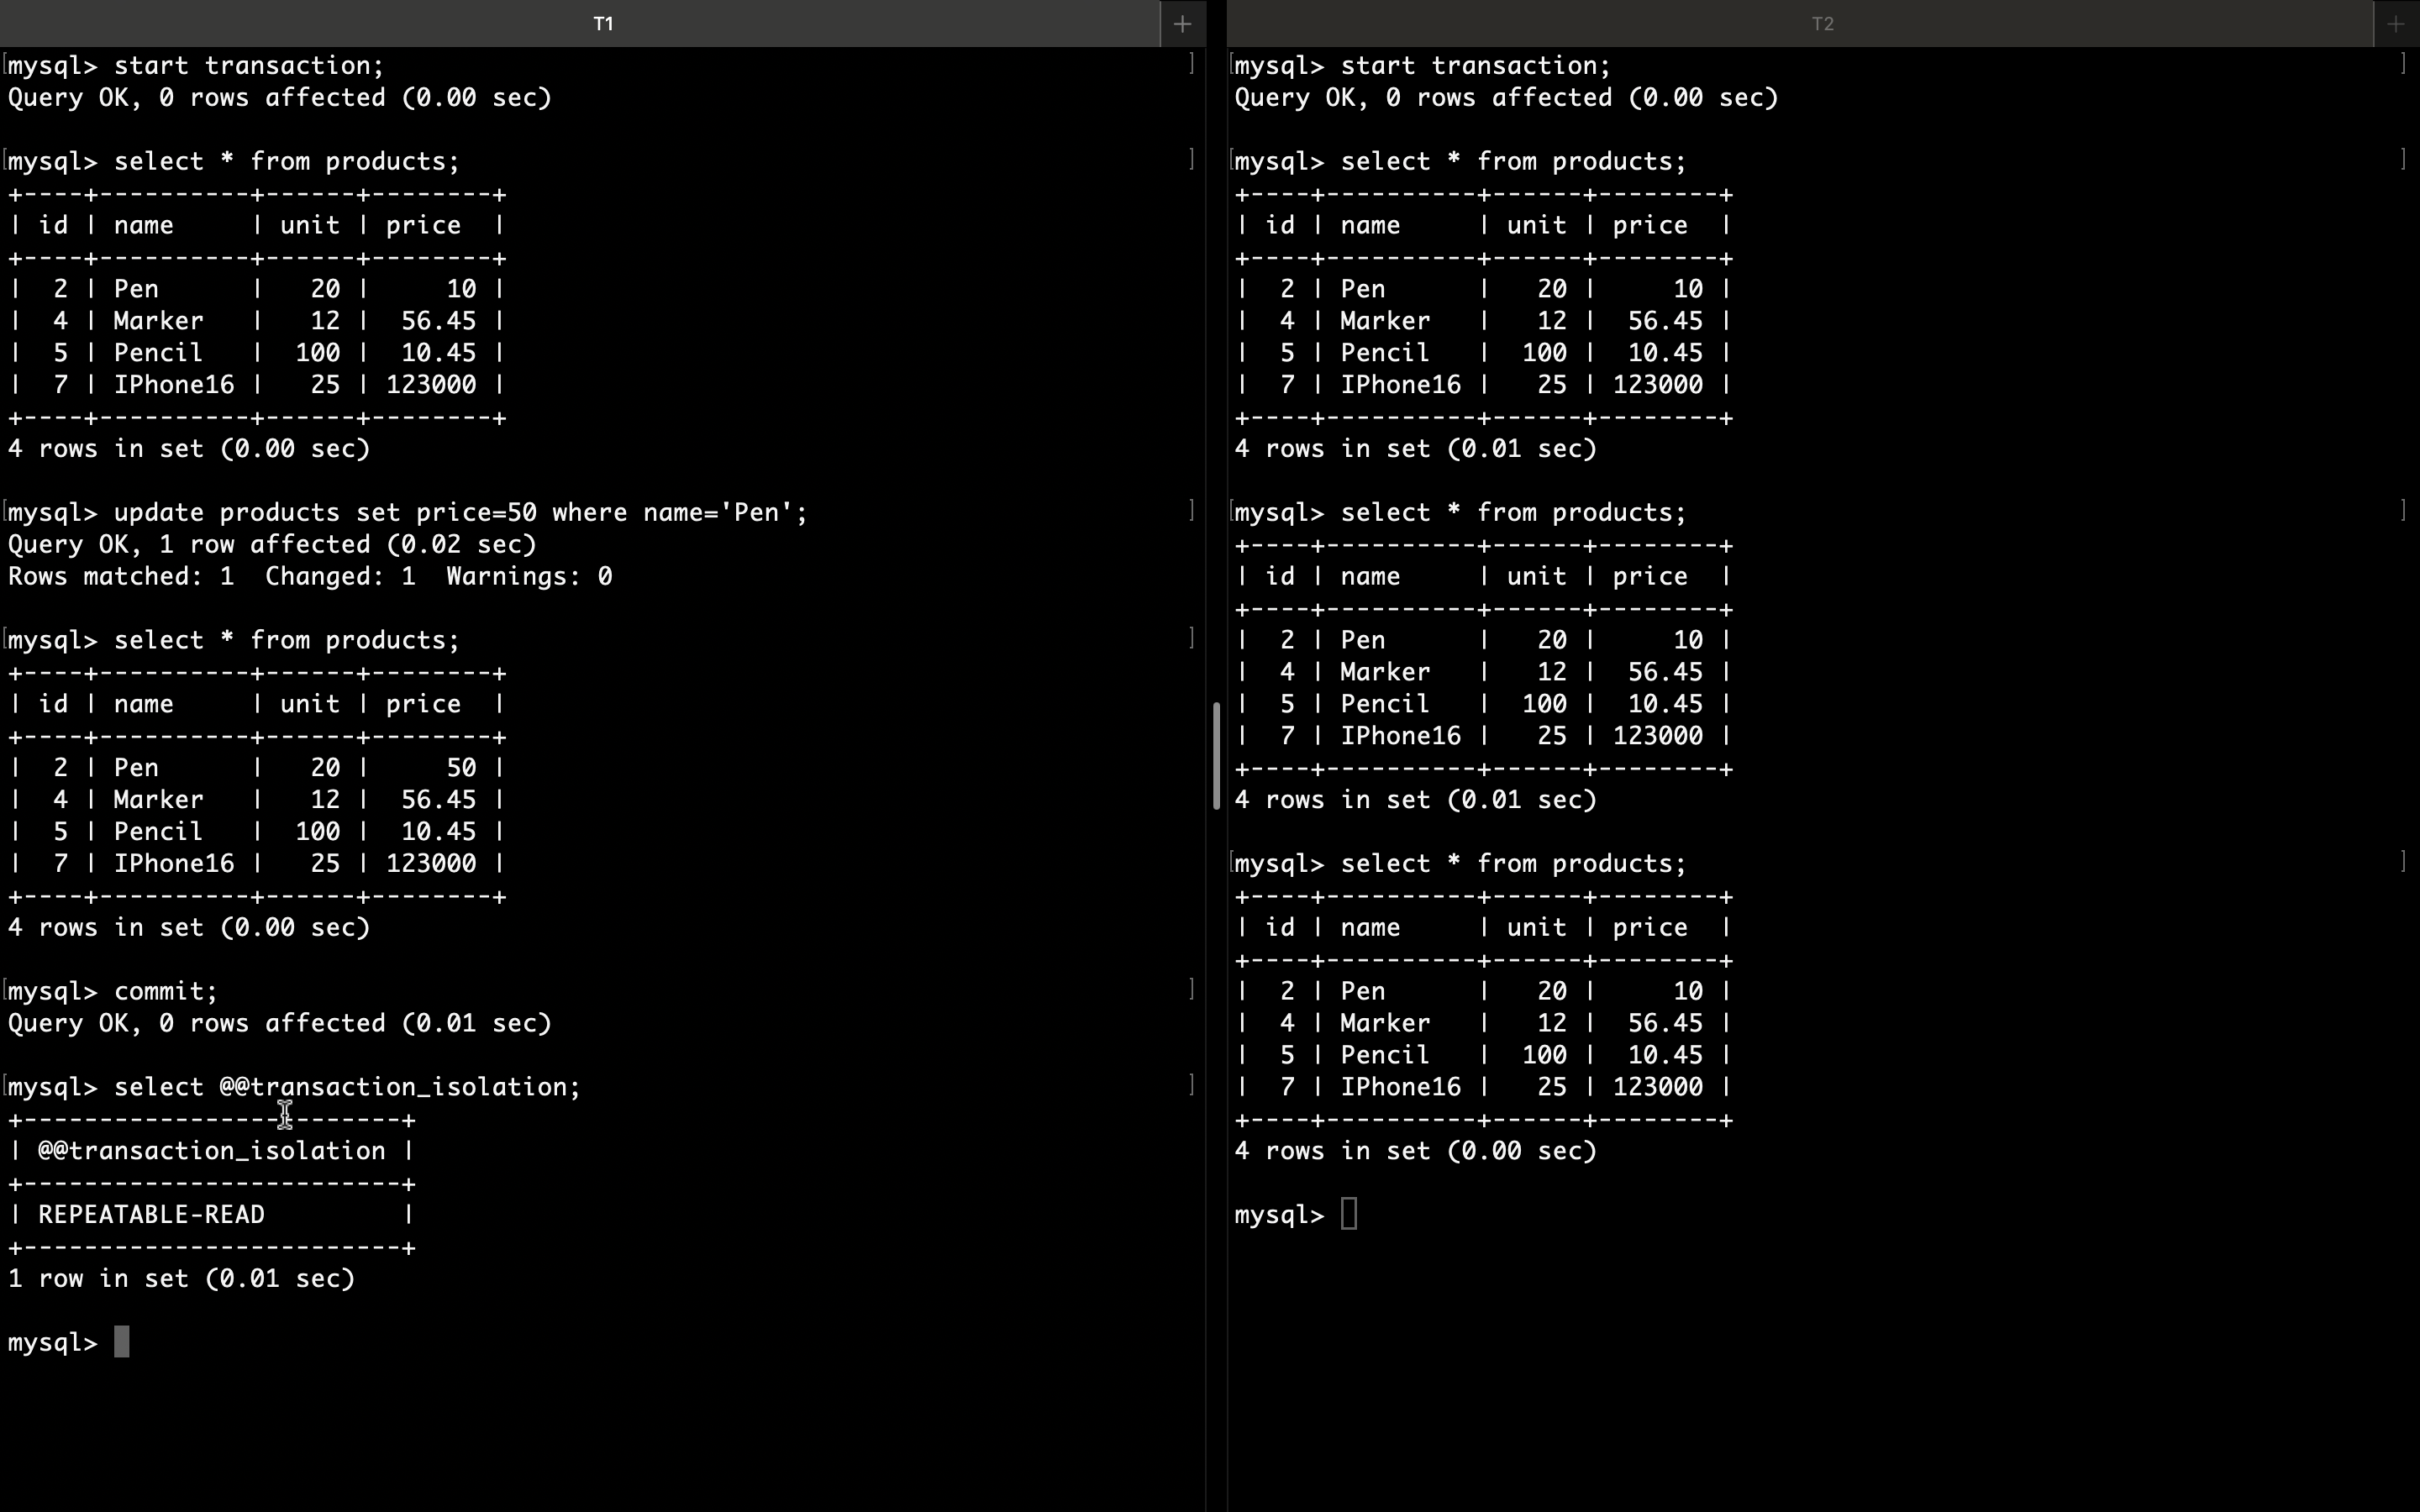 T1
+
mysql> start transaction;
Query OK, 0 rows affected (0.00 sec)
mysql> select * from products;
+----+----------+------+--------+
| id | name     | unit | price  |
+----+----------+------+--------+
|  2 | Pen      |   20 |     10 |
|  4 | Marker   |   12 |  56.45 |
|  5 | Pencil   |  100 |  10.45 |
|  7 | IPhone16 |   25 | 123000 |
+----+----------+------+--------+
4 rows in set (0.00 sec)
mysql> update products set price=50 where name='Pen';
Query OK, 1 row affected (0.02 sec)
Rows matched: 1  Changed: 1  Warnings: 0
mysql> select * from products;
+----+----------+------+--------+
| id | name     | unit | price  |
+----+----------+------+--------+
|  2 | Pen      |   20 |     50 |
|  4 | Marker   |   12 |  56.45 |
|  5 | Pencil   |  100 |  10.45 |
|  7 | IPhone16 |   25 | 123000 |
+----+----------+------+--------+
4 rows in set (0.00 sec)
mysql> commit;
Query OK, 0 rows affected (0.01 sec)
mysql> select @@transaction_isolation;
+-------------------------+
| @@transaction_isolation |
+-------------------------+
| REPEATABLE-READ         |
+-------------------------+
1 row in set (0.01 sec)
mysql>
T2
+
mysql> start transaction;
Query OK, 0 rows affected (0.00 sec)
mysql> select * from products;
+----+----------+------+--------+
| id | name     | unit | price  |
+----+----------+------+--------+
|  2 | Pen      |   20 |     10 |
|  4 | Marker   |   12 |  56.45 |
|  5 | Pencil   |  100 |  10.45 |
|  7 | IPhone16 |   25 | 123000 |
+----+----------+------+--------+
4 rows in set (0.01 sec)
mysql> select * from products;
+----+----------+------+--------+
| id | name     | unit | price  |
+----+----------+------+--------+
|  2 | Pen      |   20 |     10 |
|  4 | Marker   |   12 |  56.45 |
|  5 | Pencil   |  100 |  10.45 |
|  7 | IPhone16 |   25 | 123000 |
+----+----------+------+--------+
4 rows in set (0.01 sec)
mysql> select * from products;
+----+----------+------+--------+
| id | name     | unit | price  |
+----+----------+------+--------+
|  2 | Pen      |   20 |     10 |
|  4 | Marker   |   12 |  56.45 |
|  5 | Pencil   |  100 |  10.45 |
|  7 | IPhone16 |   25 | 123000 |
+----+----------+------+--------+
4 rows in set (0.00 sec)
mysql>